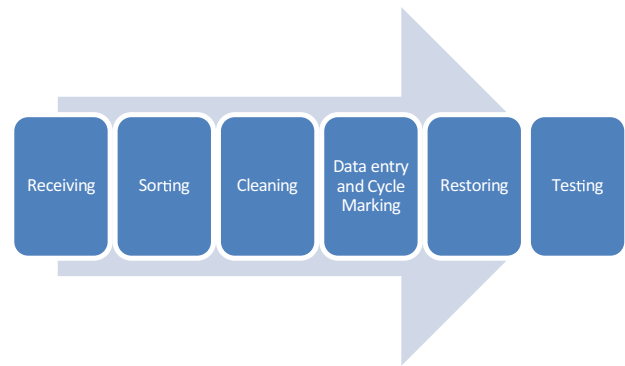 Receiving
Sorting
Cleaning
Data entry
and Cycle
Marking
Restoring
Testing